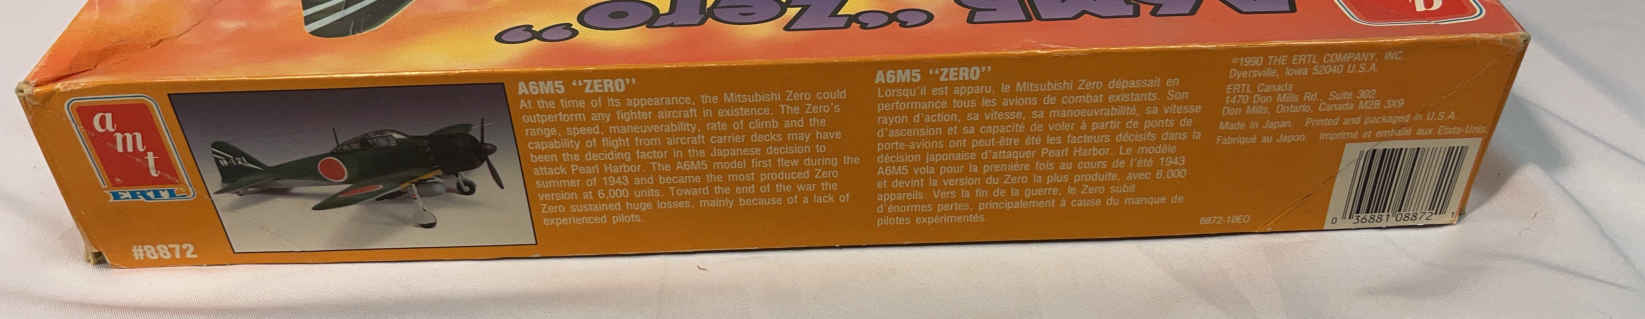 A6M5 "Zero"
amt
ERTL
#8872
A6M5 "ZERO"
At the time of its appearance, the Mitsubishi Zero could
outperform any fighter aircraft in existence. The Zero's
range, speed, maneuverability, rate of climb and the
capability of flight from aircraft carrier decks may have
been the deciding factor in the Japanese decision to
attack Pearl Harbor. The A6M5 model first flew during the
summer of 1943 and became the most produced Zero
version at 6,000 units. Toward the end of the war the
Zero sustained huge losses, mainly because of a lack of
experienced pilots.
A6M5 "ZERO"
Lorsqu'il est apparu, le Mitsubishi Zero dépassait en
performance tous les avions de combat existants. Son
rayon d'action, sa vitesse, sa manoeuvrabilité, sa vitesse
d'ascension et sa capacité de voler à partir de ponts de
porte-avions ont peut-être été les facteurs décisifs dans la
décision japonaise d'attaquer Pearl Harbor. Le modèle
A6M5 vola pour la première fois au cours de l'été 1943
et devint la version du Zero la plus produite, avec 6,000
appareils. Vers la fin de la guerre, le Zero subit
d'énormes pertes, principalement à cause du manque de
pilotes expérimentés.
©1990 THE ERTL COMPANY, INC.
Dyersville, Iowa 52040 U.S.A.
ERTL Canada
1470 Don Mills Rd., Suite 302
Don Mills, Ontario, Canada M2B 3X9
Made in Japan. Printed and packaged in U.S.A.
Fabriqué au Japon. Imprimé et emballé aux Etats-Unis.
8872-10EO
0 36881 08872 1